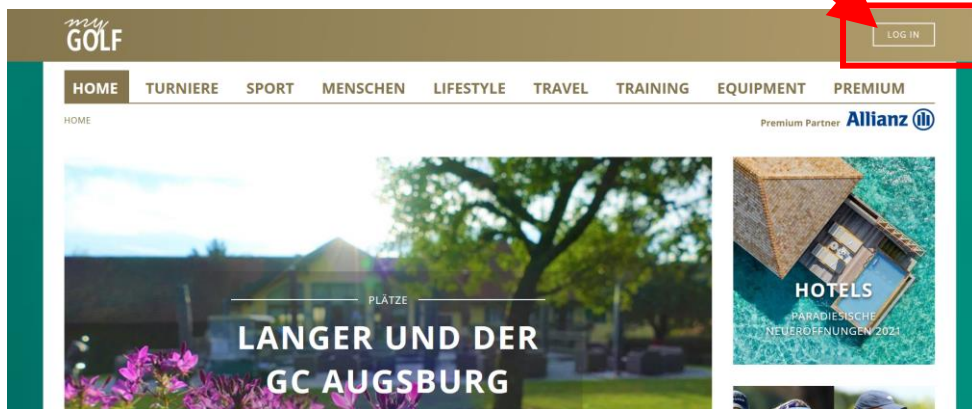 my
GOLF
LOG IN
HOME TURNIERE SPORT MENSCHEN LIFESTYLE TRAVEL TRAINING EQUIPMENT PREMIUM
HOME
Premium Partner Allianz
PLÄTZE
LANGER UND DER
GC AUGSBURG
HOTELS
PARADIESISCHE
NEUERÖFFNUNGEN 2021